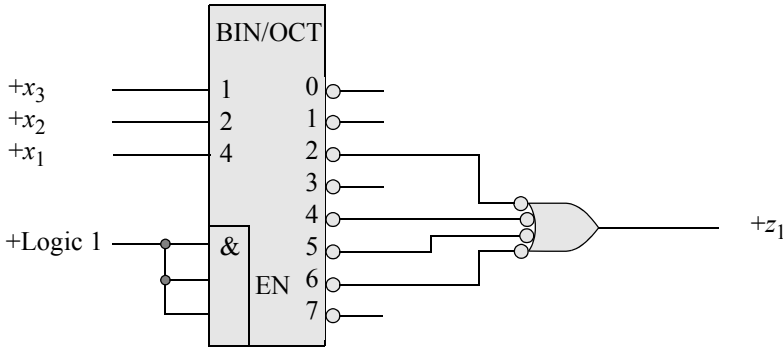 BIN/OCT
+x3 1 0
1
+x2 2
+x1 4 2
3
4
+z1
+Logic 1 & 5
EN 6
7